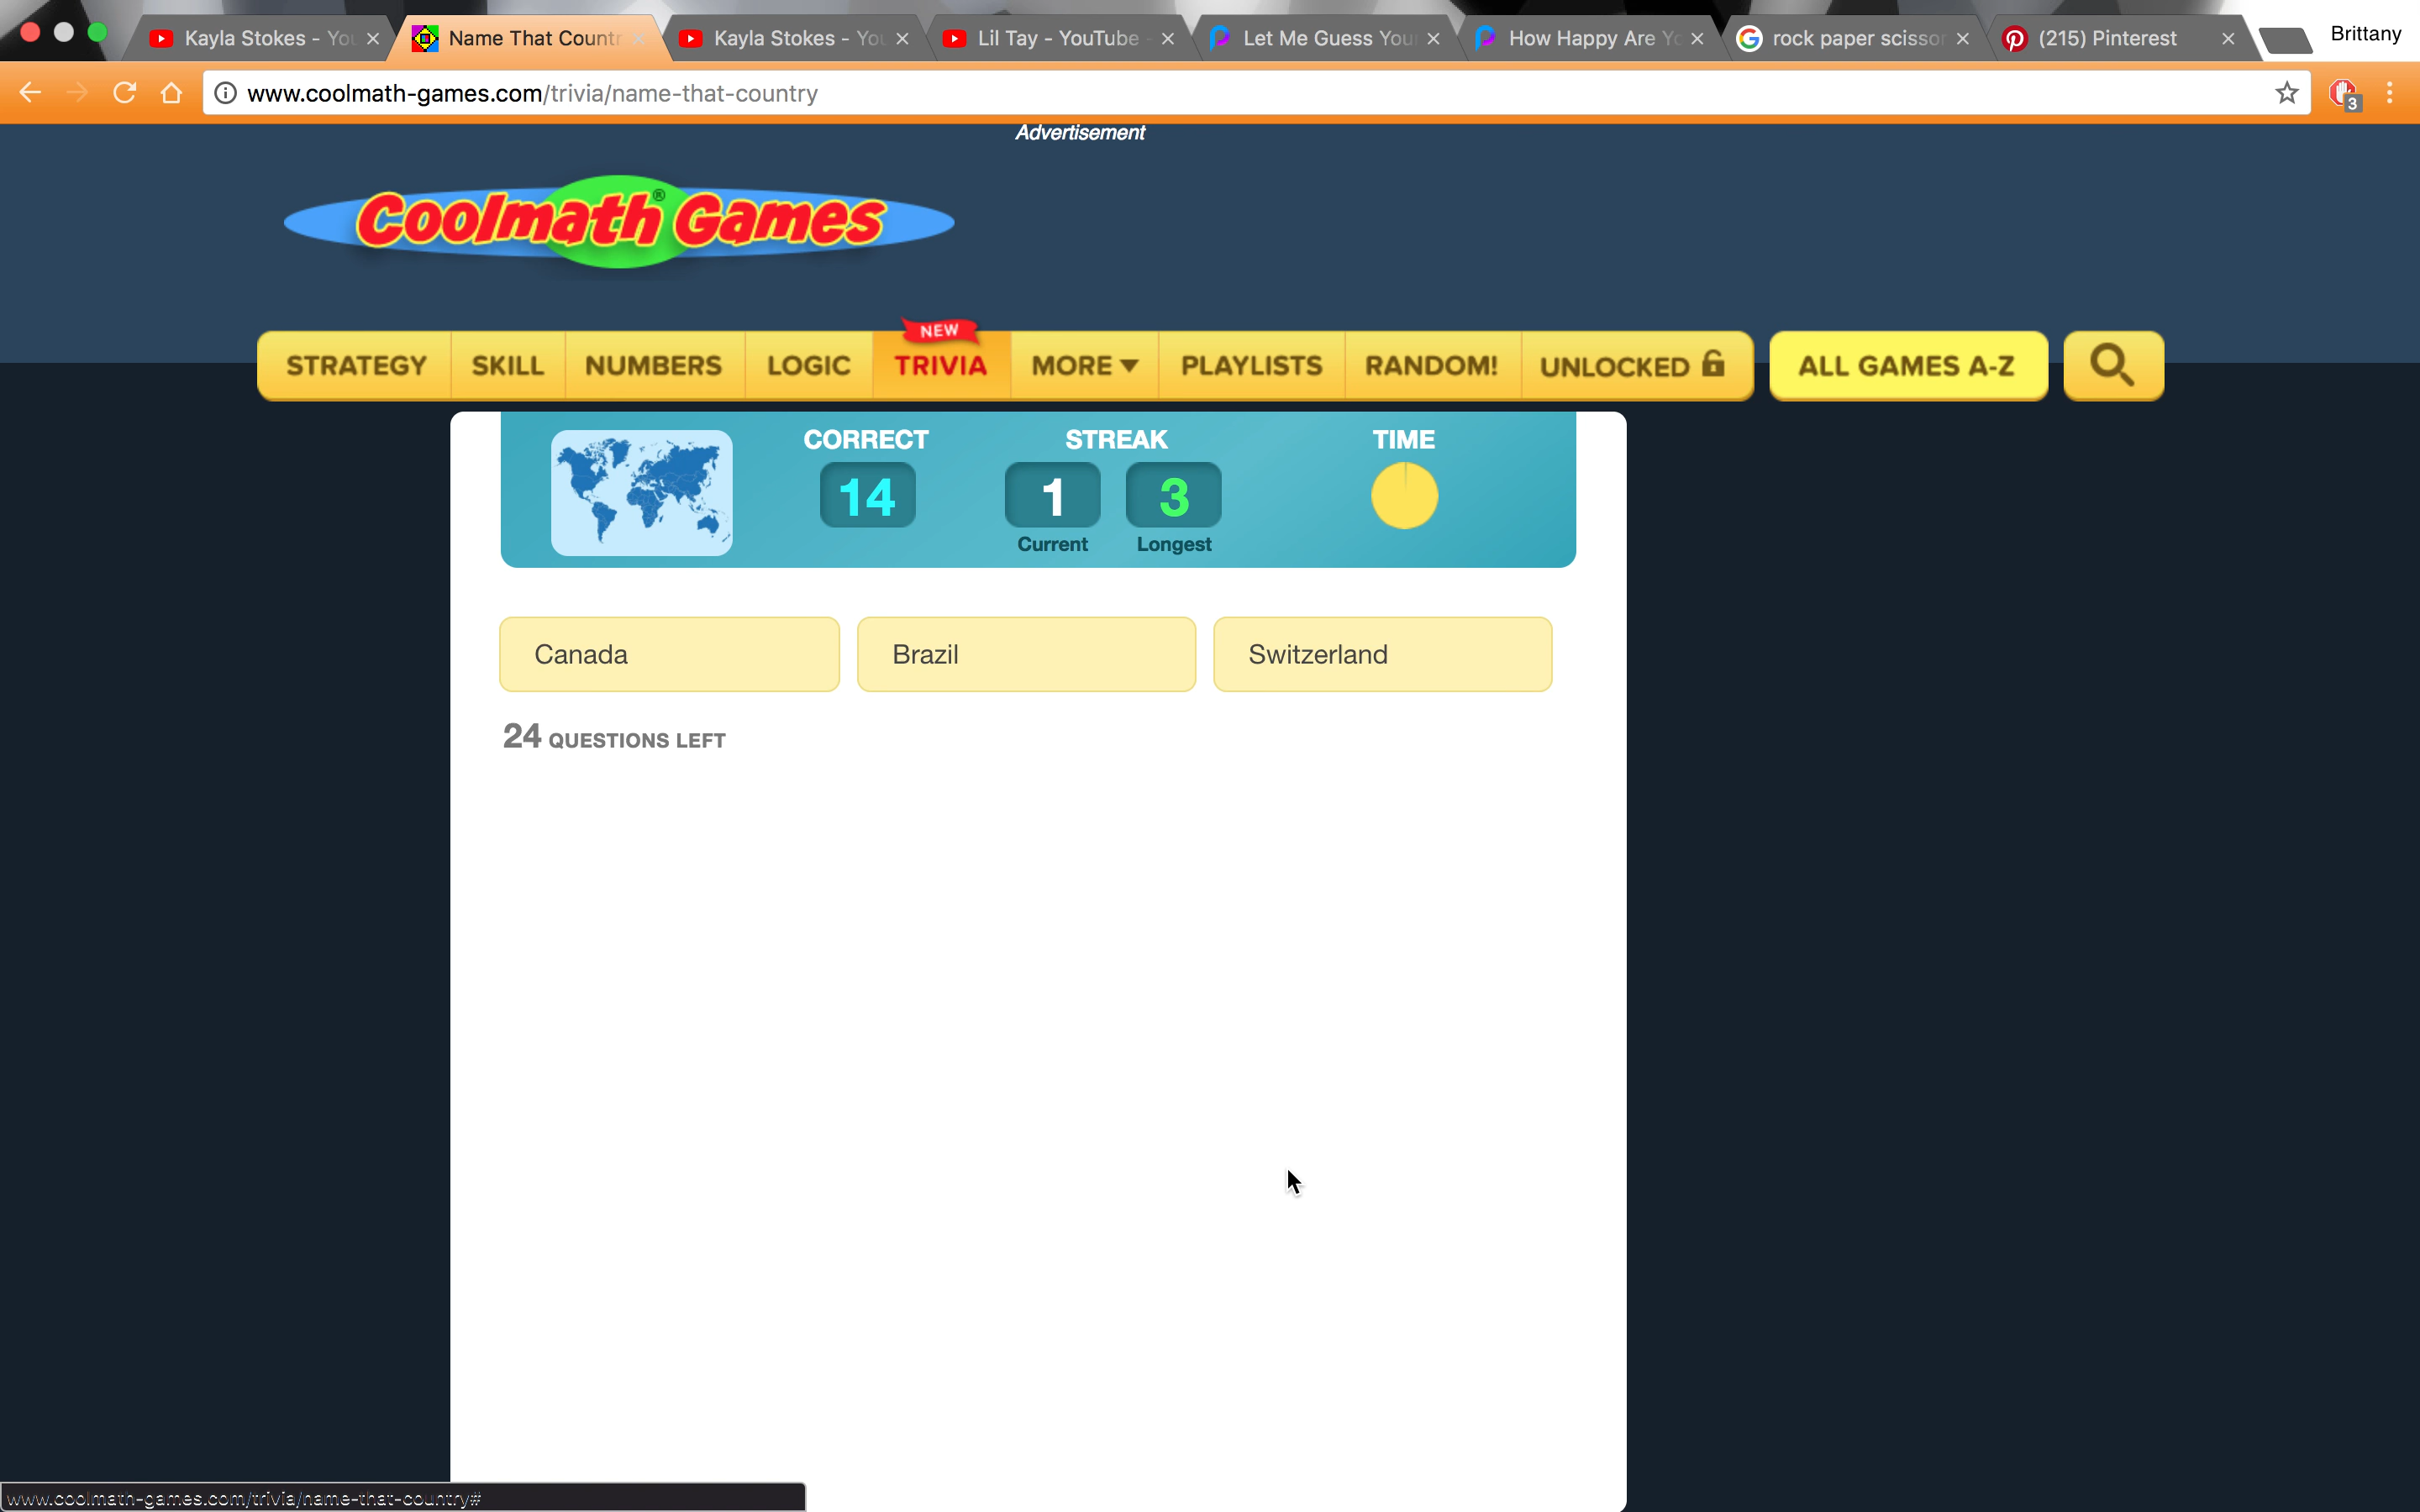 Kayla Stokes - You
Name That Countr
Kayla Stokes - You
Lil Tay - YouTube -
Let Me Guess Your
How Happy Are Yo
rock paper scissor
(215) Pinterest
Brittany
www.coolmath-games.com/trivia/name-that-country
3
Advertisement
Coolmath Games®
NEW
STRATEGY SKILL NUMBERS LOGIC TRIVIA MORE PLAYLISTS RANDOM! UNLOCKED ALL GAMES A-Z
CORRECT STREAK TIME
14 1 3
Current Longest
Canada Brazil Switzerland
24 QUESTIONS LEFT
www.coolmath-games.com/trivia/name-that-country#